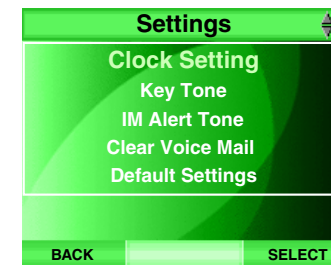 Settings
Clock Setting
Key Tone
IM Alert Tone
Clear Voice Mail
Default Settings
BACK SELECT